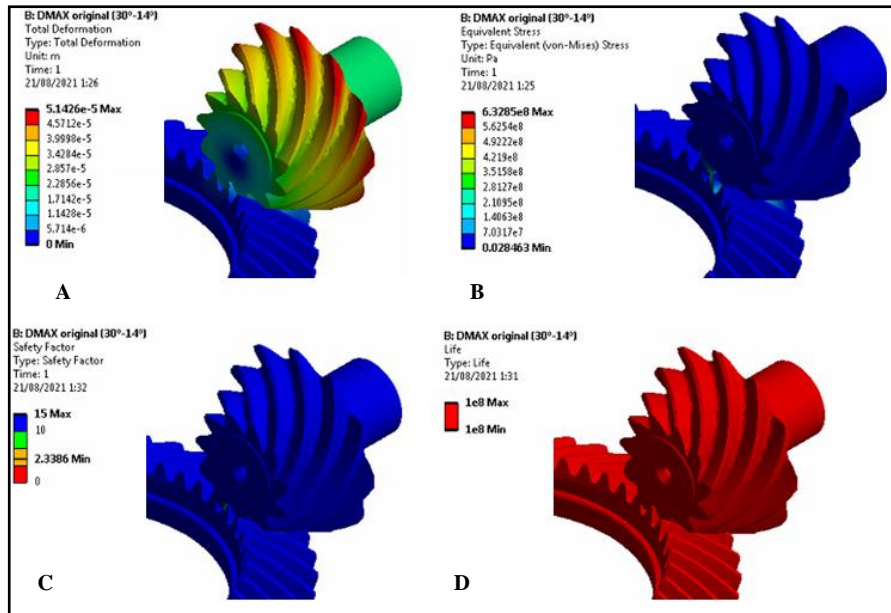 B: DMAX original (30°-14°)
Total Deformation
Type: Total Deformation
Unit: m
Time: 1
21/08/2021 1:26
5.1426e-5 Max
4.5712e-5
3.9998e-5
3.4284e-5
2.857e-5
2.2856e-5
1.7142e-5
1.1428e-5
5.714e-6
0 Min
A
B: DMAX original (30°-14°)
Equivalent Stress
Type: Equivalent (von-Mises) Stress
Unit: Pa
Time: 1
21/08/2021 1:25
6.3285e8 Max
5.6254e8
4.9222e8
4.219e8
3.5158e8
2.8127e8
2.1095e8
1.4063e8
7.0317e7
0.028463 Min
B
B: DMAX original (30°-14°)
Safety Factor
Type: Safety Factor
Time: 1
21/08/2021 1:32
15 Max
10
2.3386 Min
0
C
B: DMAX original (30°-14°)
Life
Type: Life
21/08/2021 1:31
1e8 Max
1e8 Min
D